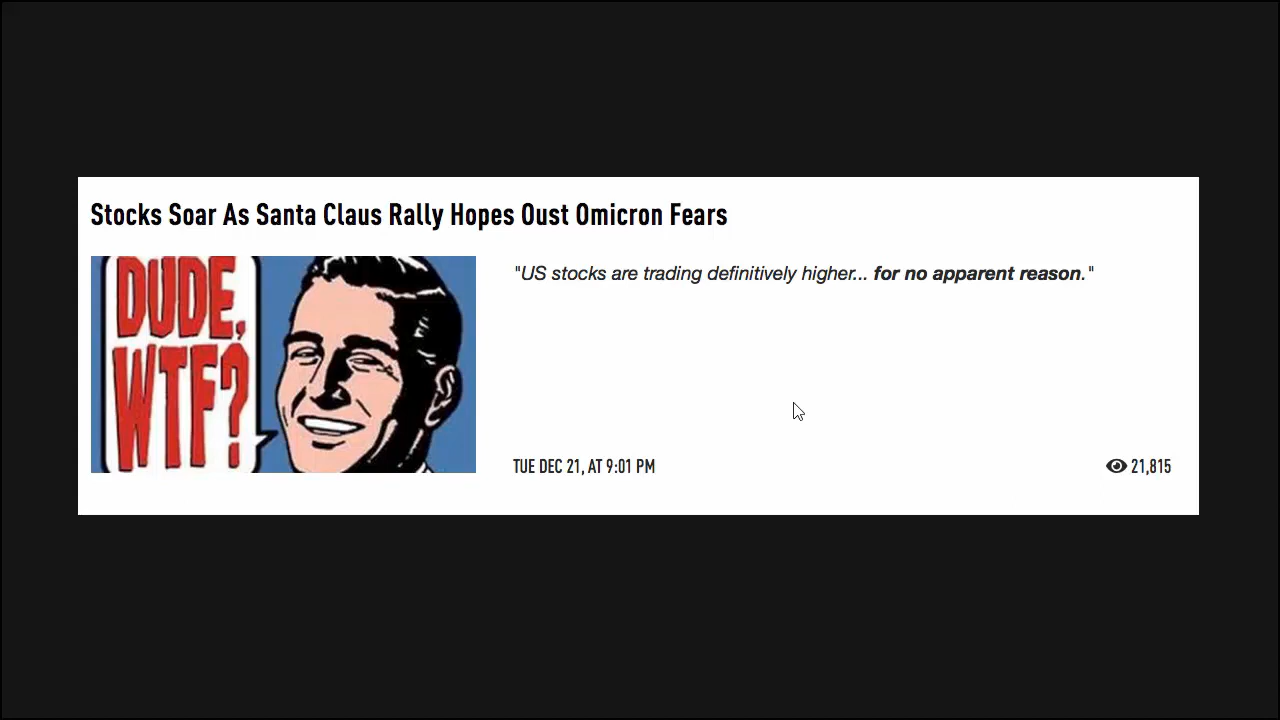 Stocks Soar As Santa Claus Rally Hopes Oust Omicron Fears
DUDE,
WTF?
"US stocks are trading definitively higher... for no apparent reason."
TUE DEC 21, AT 9:01 PM
21,815